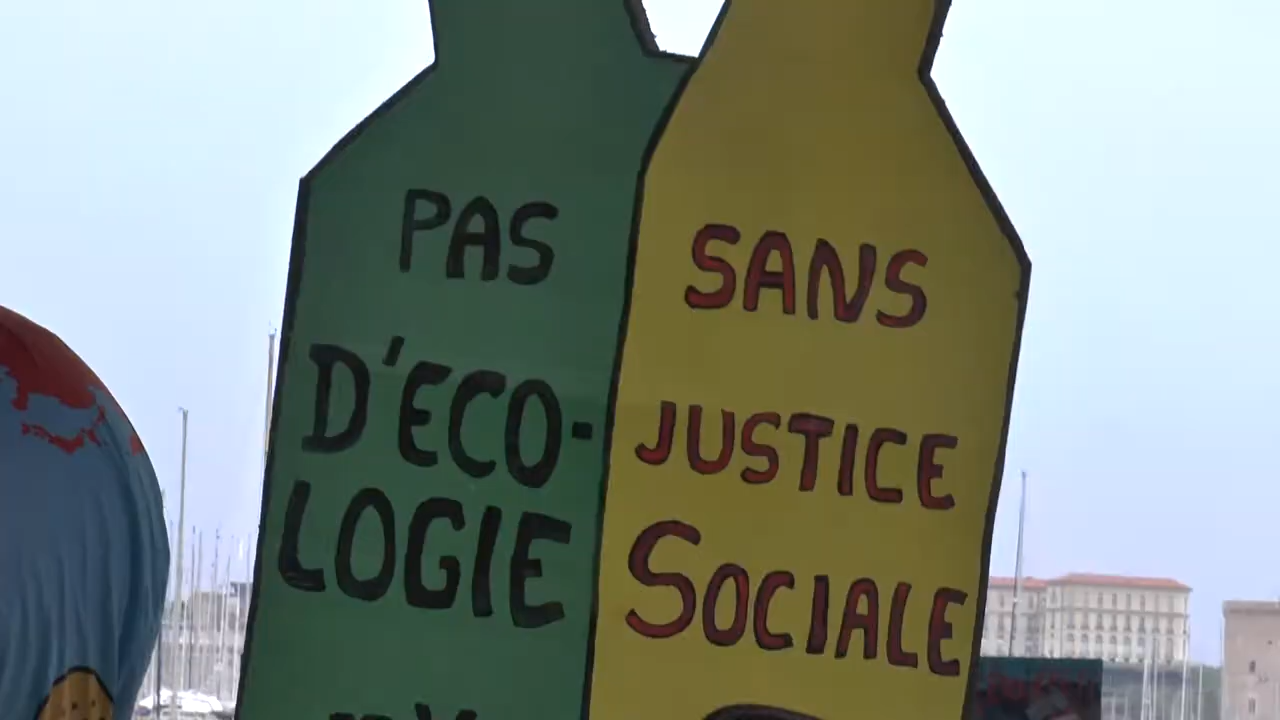 PAS
D'ECO-
LOGIE
SANS
JUSTICE
SOCIALE